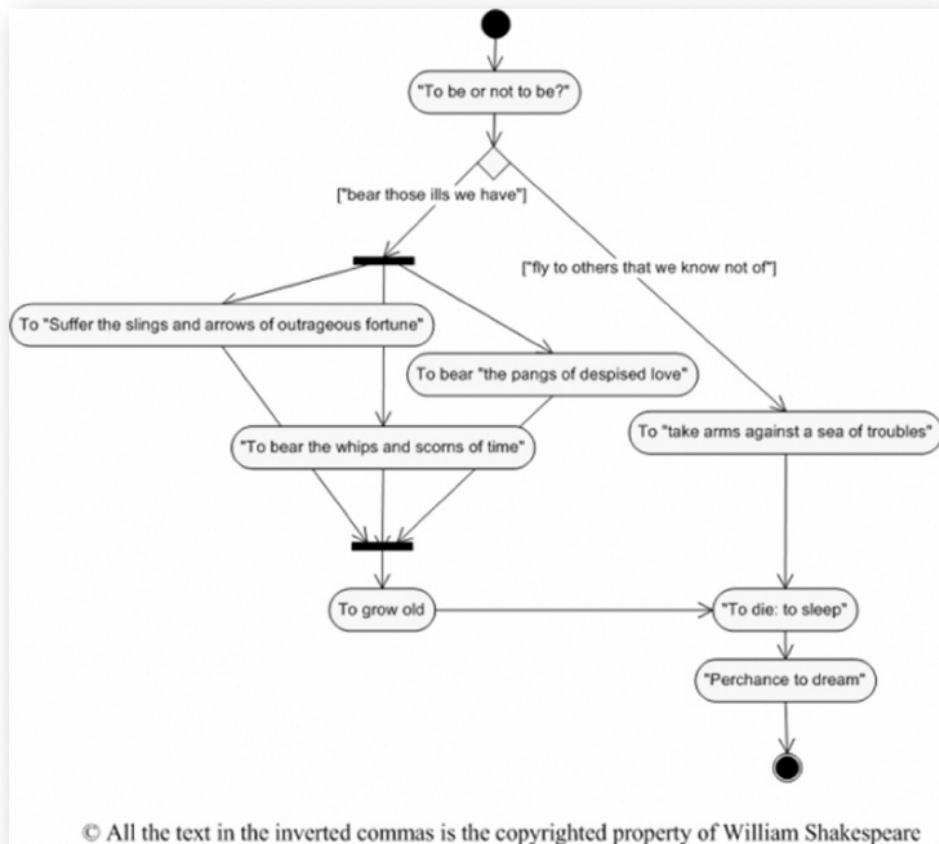 "To be or not to be?"
["bear those ills we have"]
["fly to others that we know not of"]
To "Suffer the slings and arrows of outrageous fortune"
To bear "the pangs of despised love"
To "take arms against a sea of troubles"
"To bear the whips and scorns of time"
To grow old
"To die: to sleep"
"Perchance to dream"
© All the text in the inverted commas is the copyrighted property of William Shakespeare